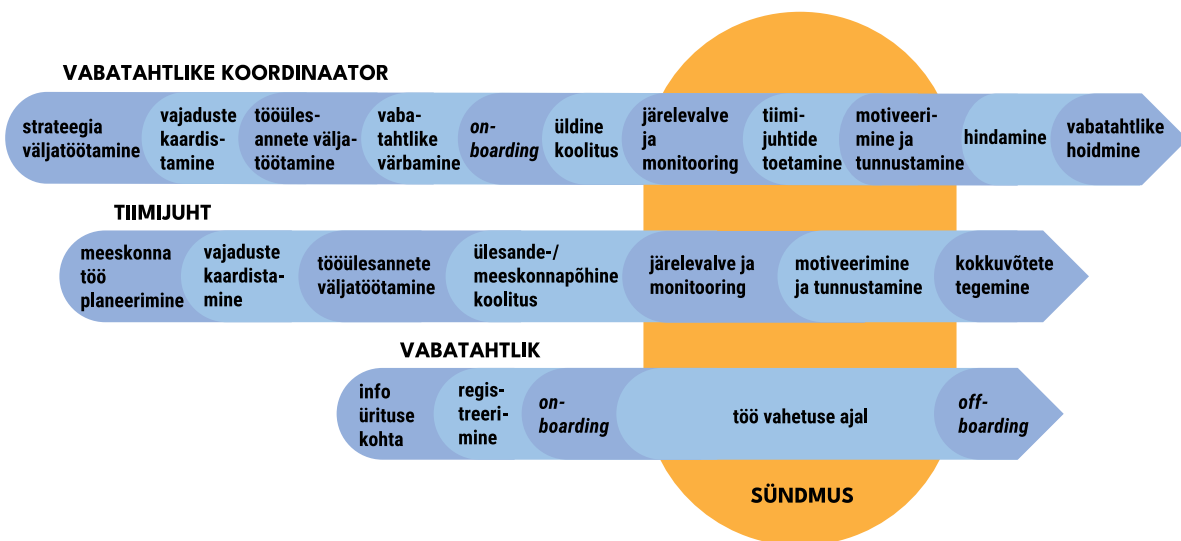 VABATAHTLIKE KOORDINAATOR
strateegia
väljatöötamine
vajaduste
kaardis-
tamine
tööüles-
annete välja-
töötamine
vaba-
tahtlike
värbamine
on-
boarding
üldine
koolitus
järelevalve
ja
monitooring
tiimi-
juhtide
toetamine
motiveeri-
mine ja
tunnustamine
hindamine
vabatahtlike
hoidmine
TIIMIJUHT
meeskonna
töö
planeerimine
vajaduste
kaardista-
mine
tööülesannete
väljatöötamine
ülesande-/
meeskonnapõhine
koolitus
järelevalve ja
monitooring
motiveerimine
ja tunnustamine
kokkuvõtete
tegemine
VABATAHTLIK
info
ürituse
kohta
regis-
treeri-
mine
on-
boarding
töö vahetuse ajal
off-
boarding
SÜNDMUS